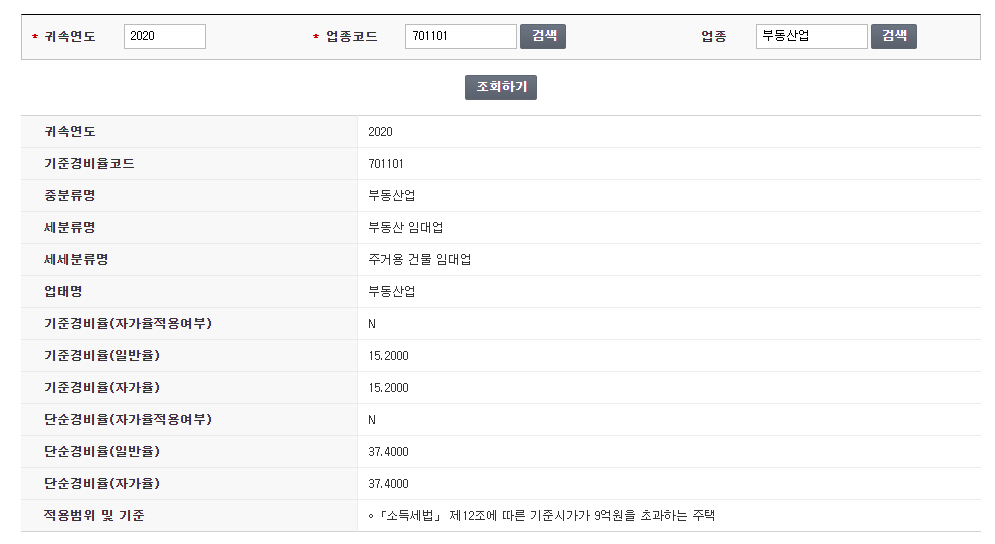 * 귀속연도 2020 * 업종코드 701101 검색 업종 부동산업 검색
조회하기
귀속연도 2020
기준경비율코드 701101
중분류명 부동산업
세분류명 부동산 임대업
세세분류명 주거용 건물 임대업
업태명 부동산업
기준경비율(자가율적용여부) N
기준경비율(일반율) 15.2000
기준경비율(자가율) 15.2000
단순경비율(자가율적용여부) N
단순경비율(일반율) 37.4000
단순경비율(자가율) 37.4000
적용범위 및 기준 ◦「소득세법」 제12조에 따른 기준시가가 9억원을 초과하는 주택